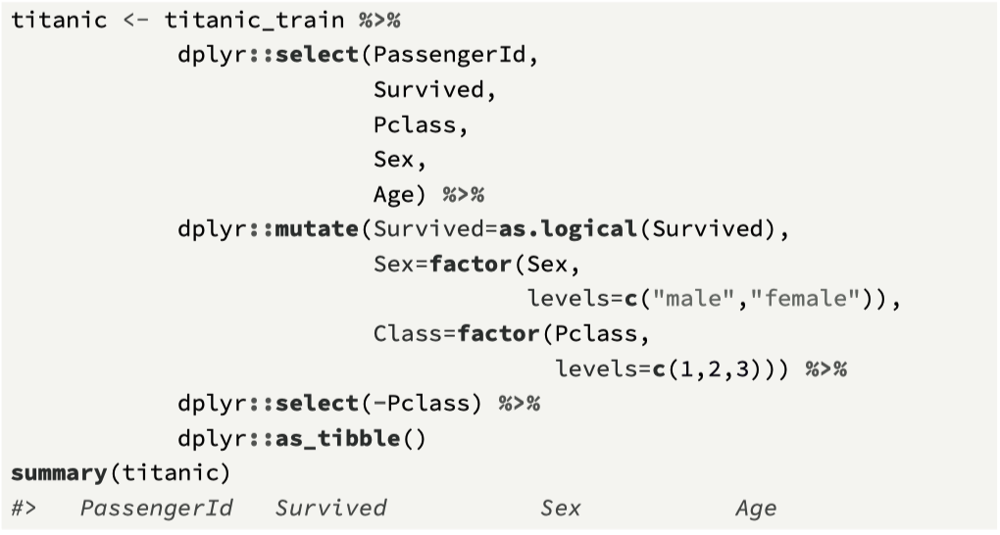 titanic <- titanic_train %>%
dplyr::select(PassengerId,
Survived,
Pclass,
Sex,
Age) %>%
dplyr::mutate(Survived=as.logical(Survived),
Sex=factor(Sex,
levels=c("male","female")),
Class=factor(Pclass,
levels=c(1,2,3))) %>%
dplyr::select(-Pclass) %>%
dplyr::as_tibble()
summary(titanic)
#> PassengerId Survived Sex Age